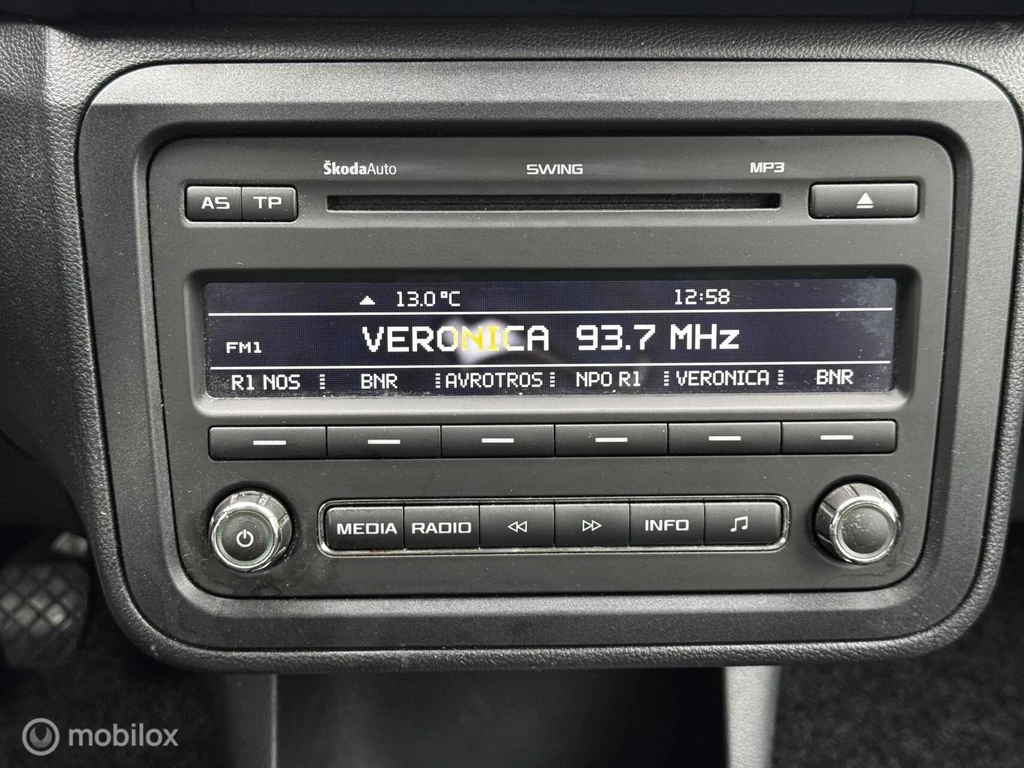 ŠkodaAuto SWING MP3
AS TP
13.0 °C 12:58
FM1 VERONICA 93.7 MHz
R1 NOS BNR AVROTROS NPO R1 VERONICA BNR
MEDIA RADIO INFO
mobilox